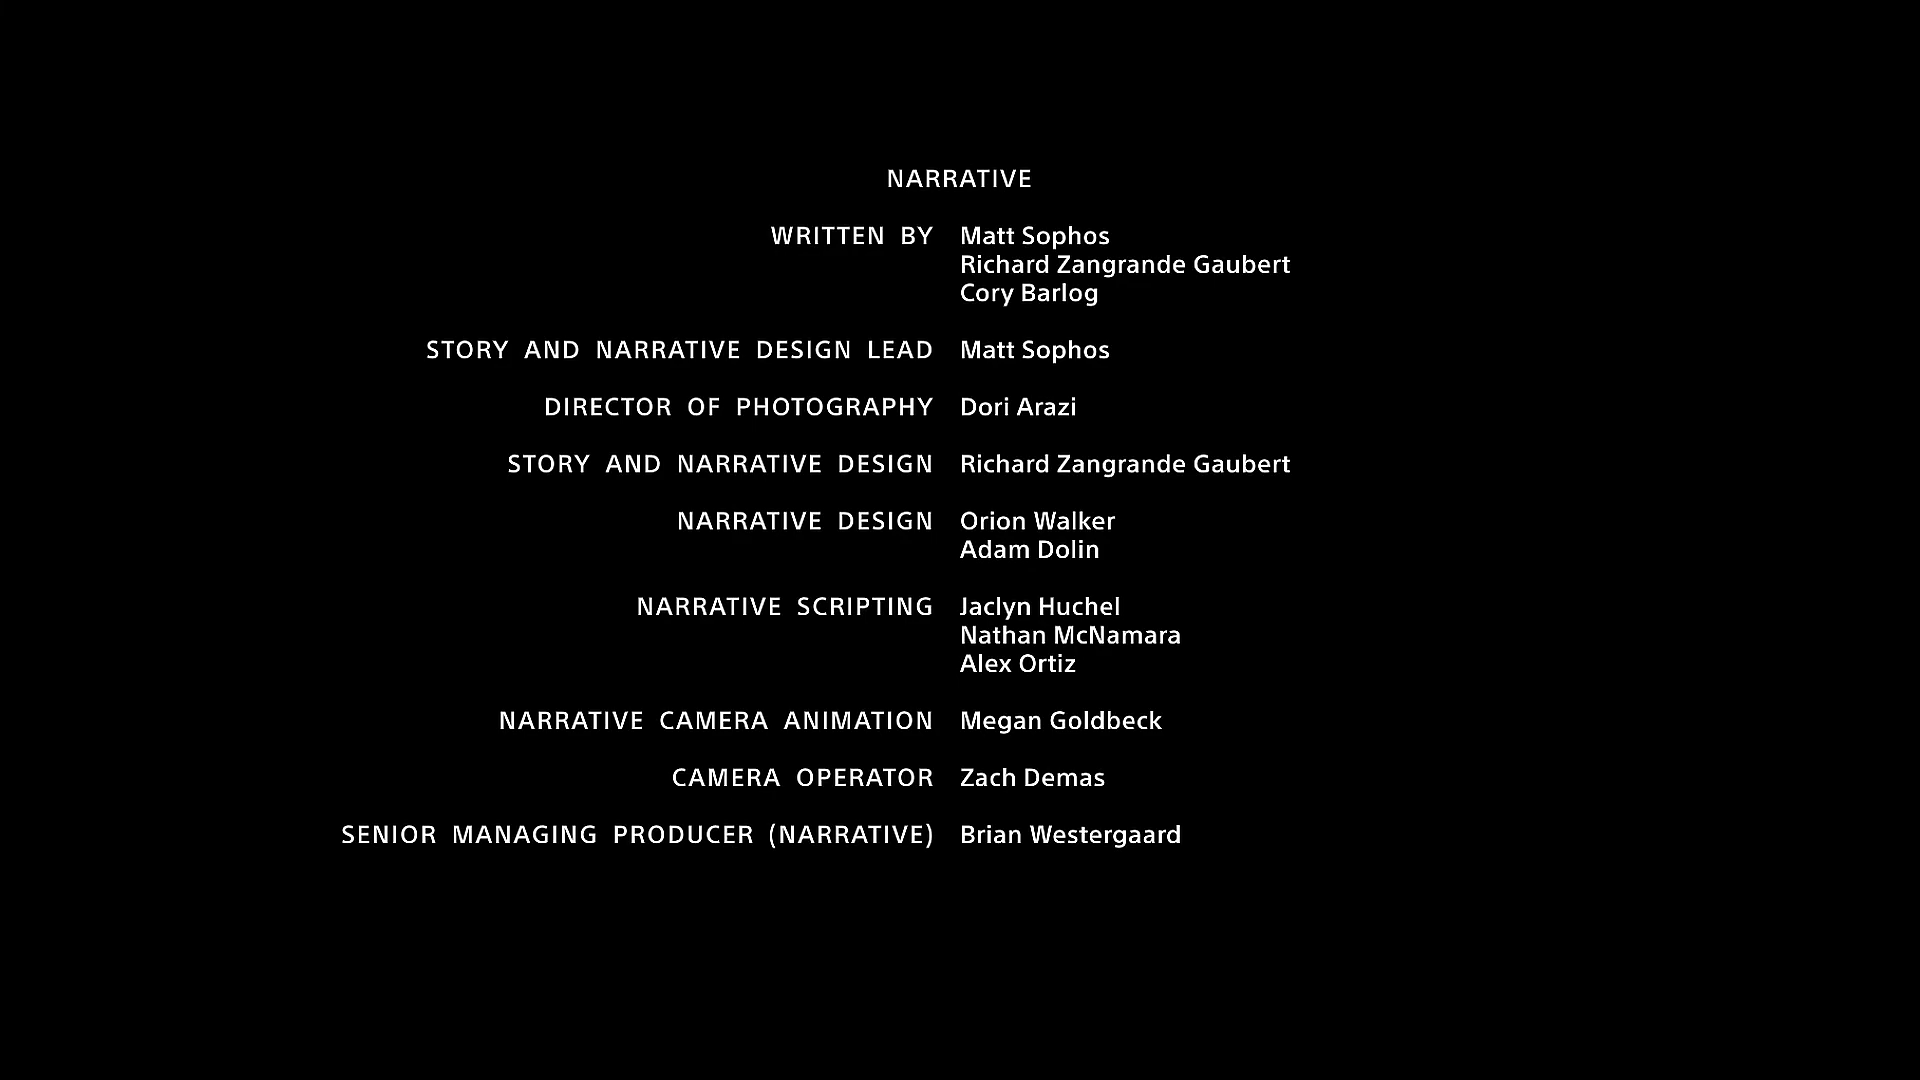 NARRATIVE
WRITTEN BY Matt Sophos
Richard Zangrande Gaubert
Cory Barlog
STORY AND NARRATIVE DESIGN LEAD Matt Sophos
DIRECTOR OF PHOTOGRAPHY Dori Arazi
STORY AND NARRATIVE DESIGN Richard Zangrande Gaubert
NARRATIVE DESIGN Orion Walker
Adam Dolin
NARRATIVE SCRIPTING Jaclyn Huchel
Nathan McNamara
Alex Ortiz
NARRATIVE CAMERA ANIMATION Megan Goldbeck
CAMERA OPERATOR Zach Demas
SENIOR MANAGING PRODUCER (NARRATIVE) Brian Westergaard